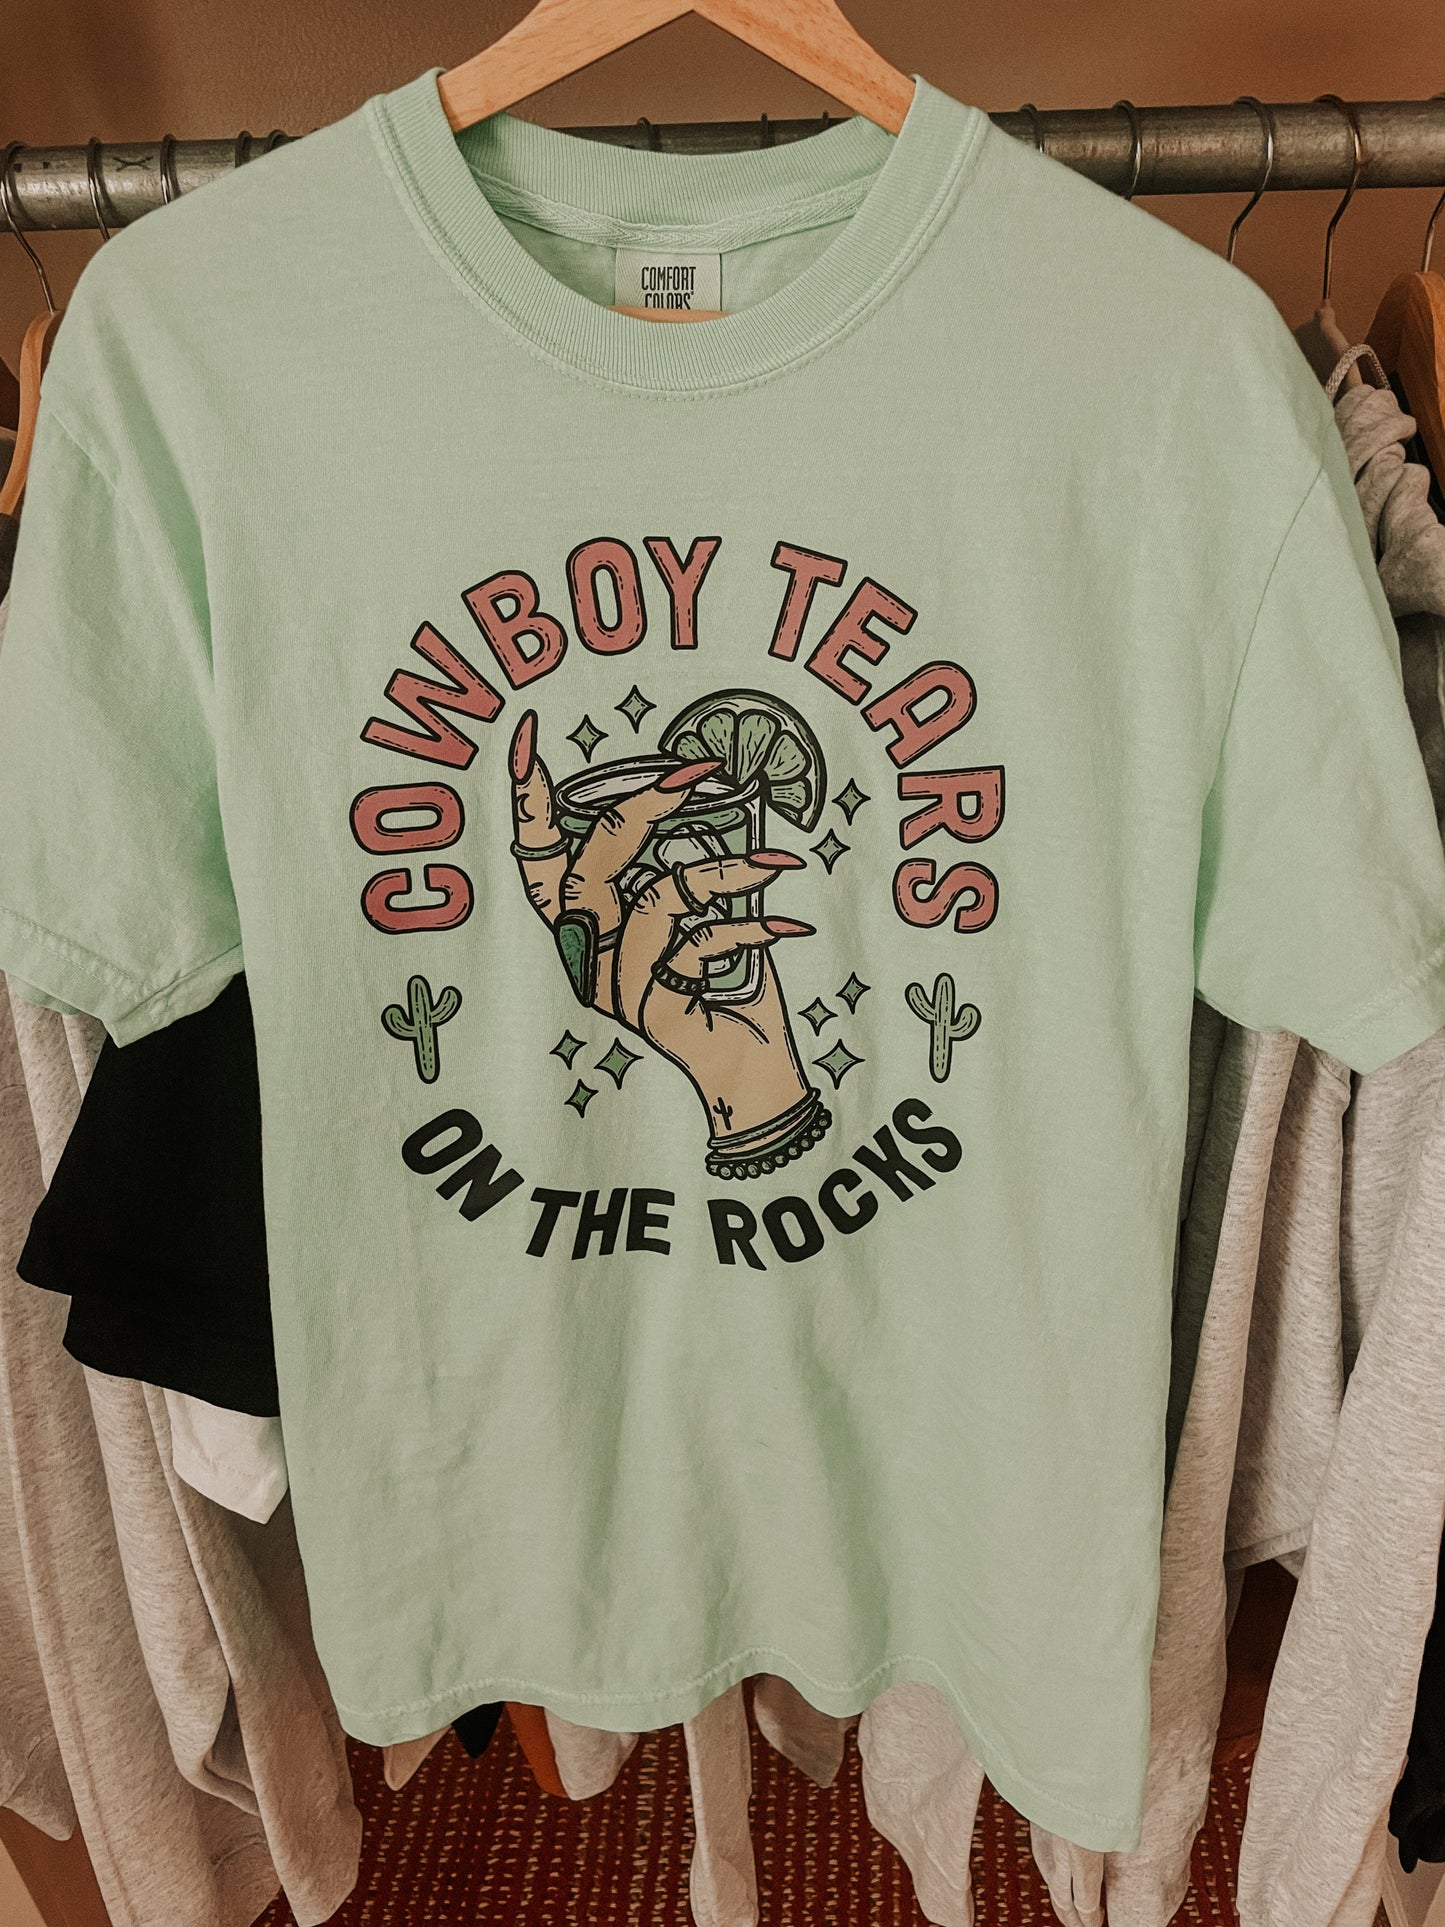 COMFORT
COLORS
COWBOY TEARS
ON THE ROCKS